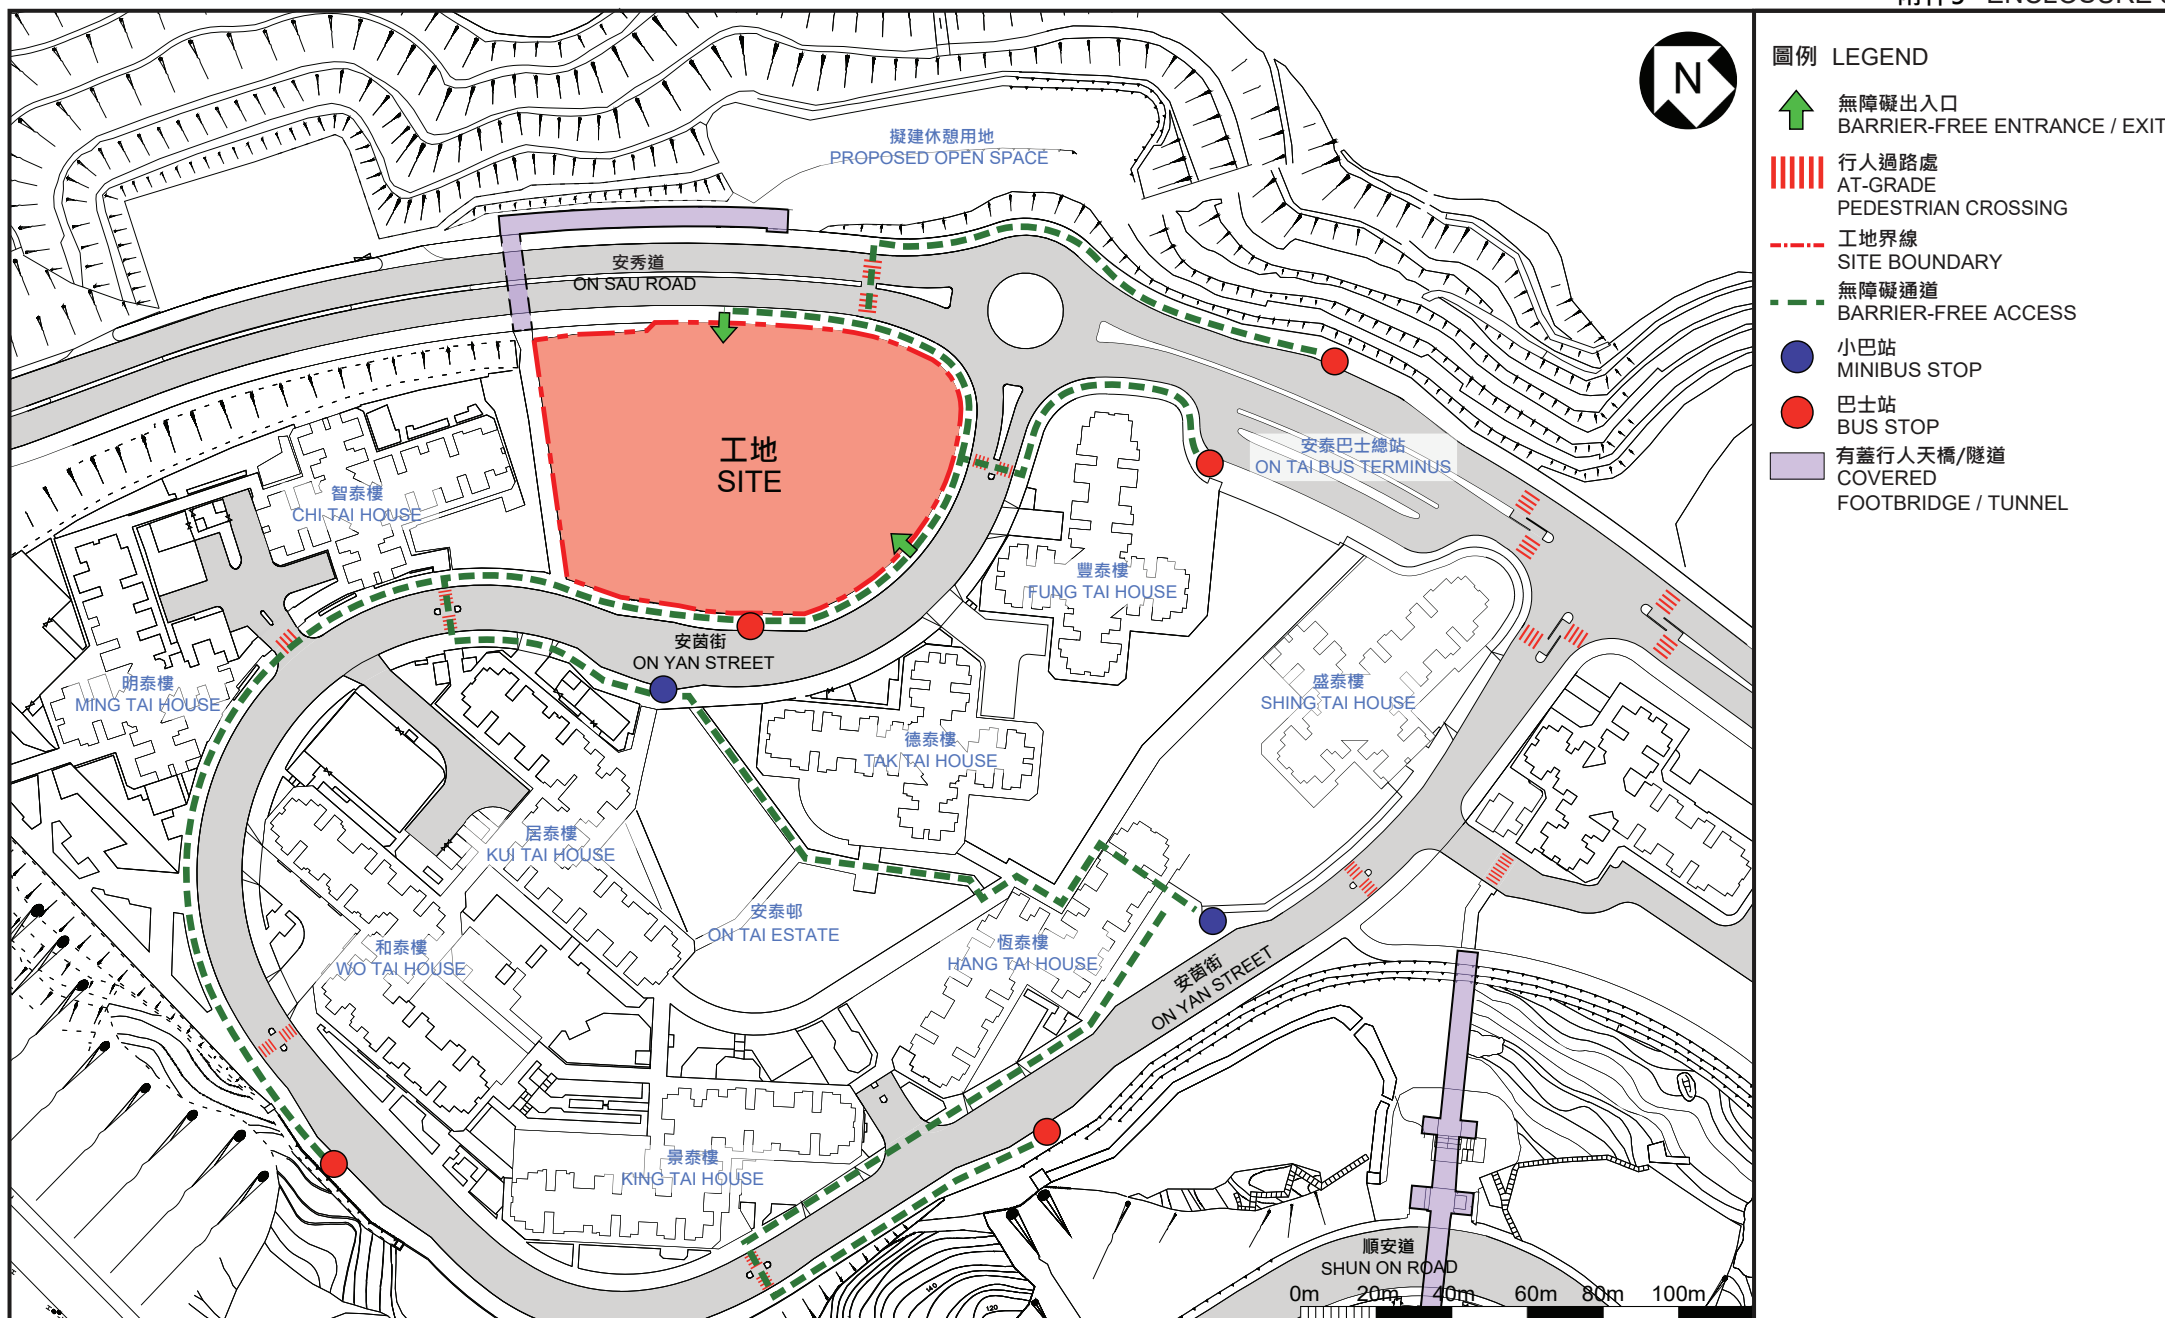 N
圖例 LEGEND
無障礙出入口
BARRIER-FREE ENTRANCE / EXIT
行人過路處
AT-GRADE
PEDESTRIAN CROSSING
工地界線
SITE BOUNDARY
無障礙通道
BARRIER-FREE ACCESS
小巴站
MINIBUS STOP
巴士站
BUS STOP
有蓋行人天橋/隧道
COVERED
FOOTBRIDGE / TUNNEL
擬建休憩用地
PROPOSED OPEN SPACE
安秀道
ON SAU ROAD
工地
SITE
安泰巴士總站
ON TAI BUS TERMINUS
智泰樓
CHI TAI HOUSE
豐泰樓
FUNG TAI HOUSE
安茵街
ON YAN STREET
明泰樓
MING TAI HOUSE
盛泰樓
SHING TAI HOUSE
德泰樓
TAK TAI HOUSE
居泰樓
KUI TAI HOUSE
安泰邨
ON TAI ESTATE
和泰樓
WO TAI HOUSE
恆泰樓
HANG TAI HOUSE
安茵街
ON YAN STREET
景泰樓
KING TAI HOUSE
順安道
SHUN ON ROAD
0m 20m 40m 60m 80m 100m
140
120